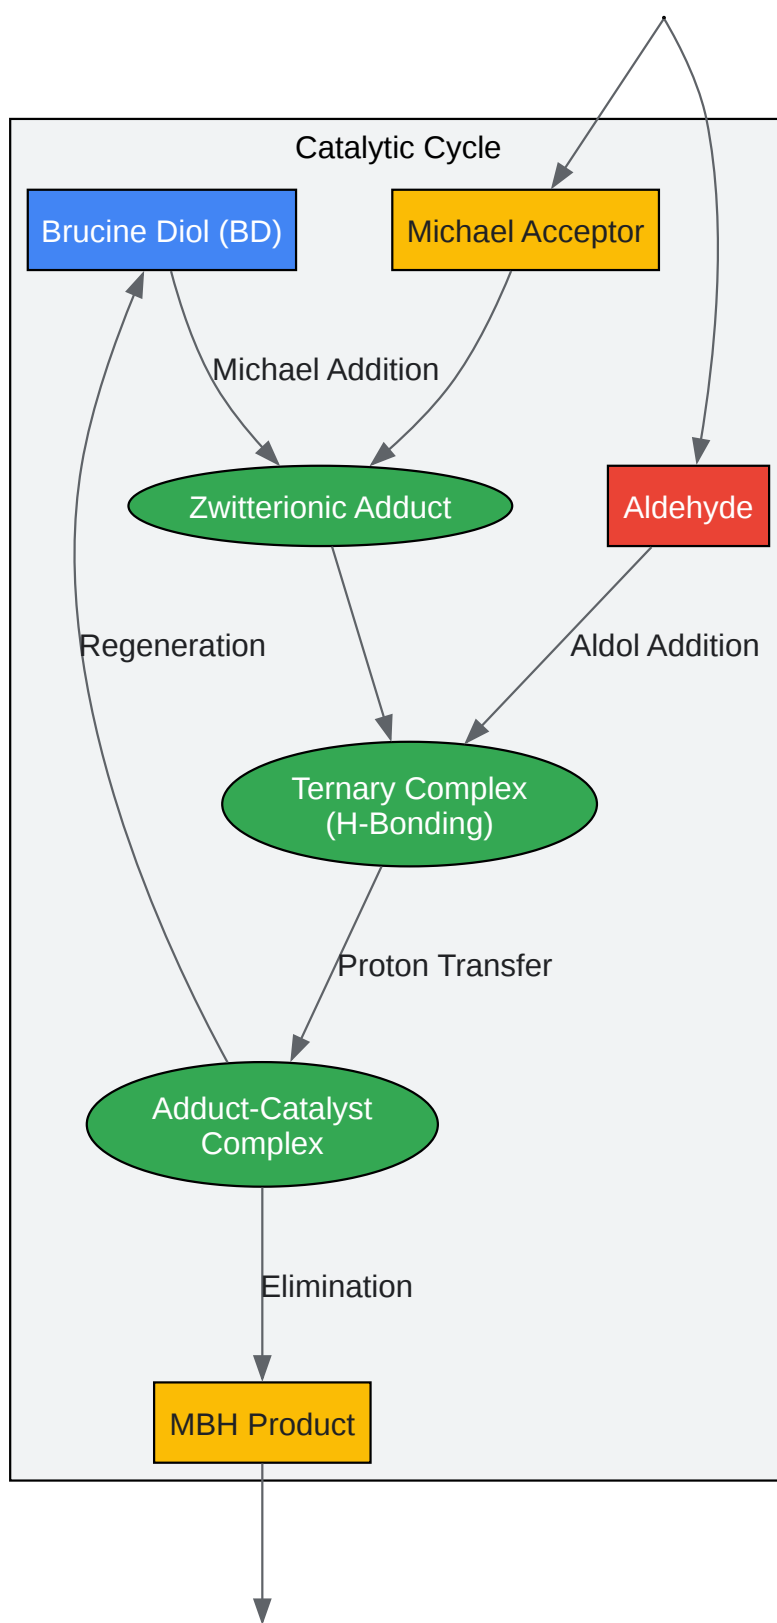 Catalytic Cycle
Brucine Diol (BD)
Michael Acceptor
Michael Addition
Zwitterionic Adduct
Aldehyde
Regeneration
Aldol Addition
Ternary Complex
(H-Bonding)
Proton Transfer
Adduct-Catalyst
Complex
Elimination
MBH Product